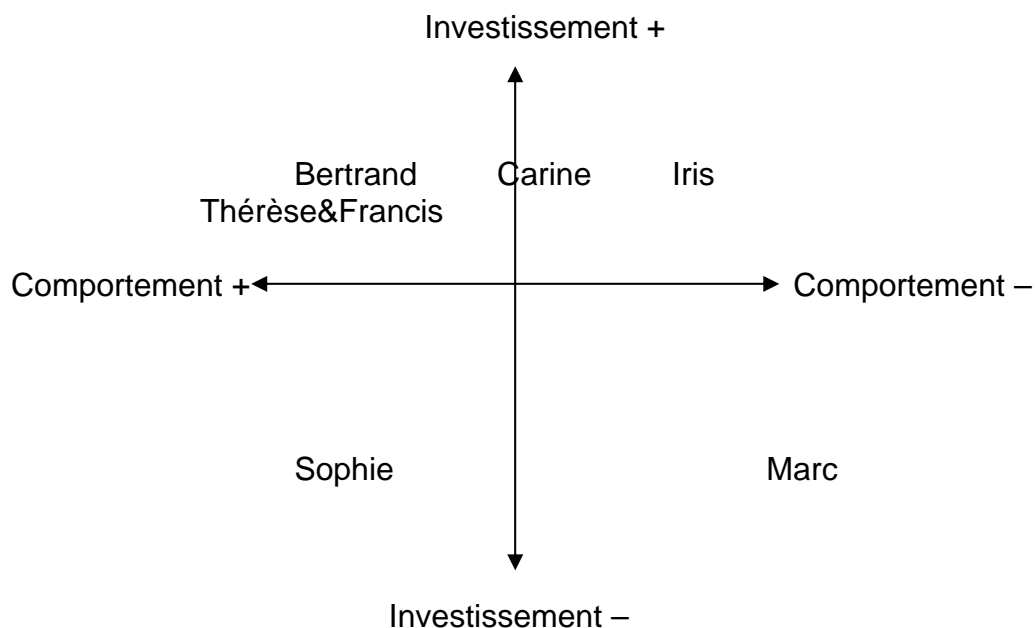 Investissement +
Bertrand Carine Iris
Thérèse&Francis
Comportement + Comportement –
Sophie Marc
Investissement –